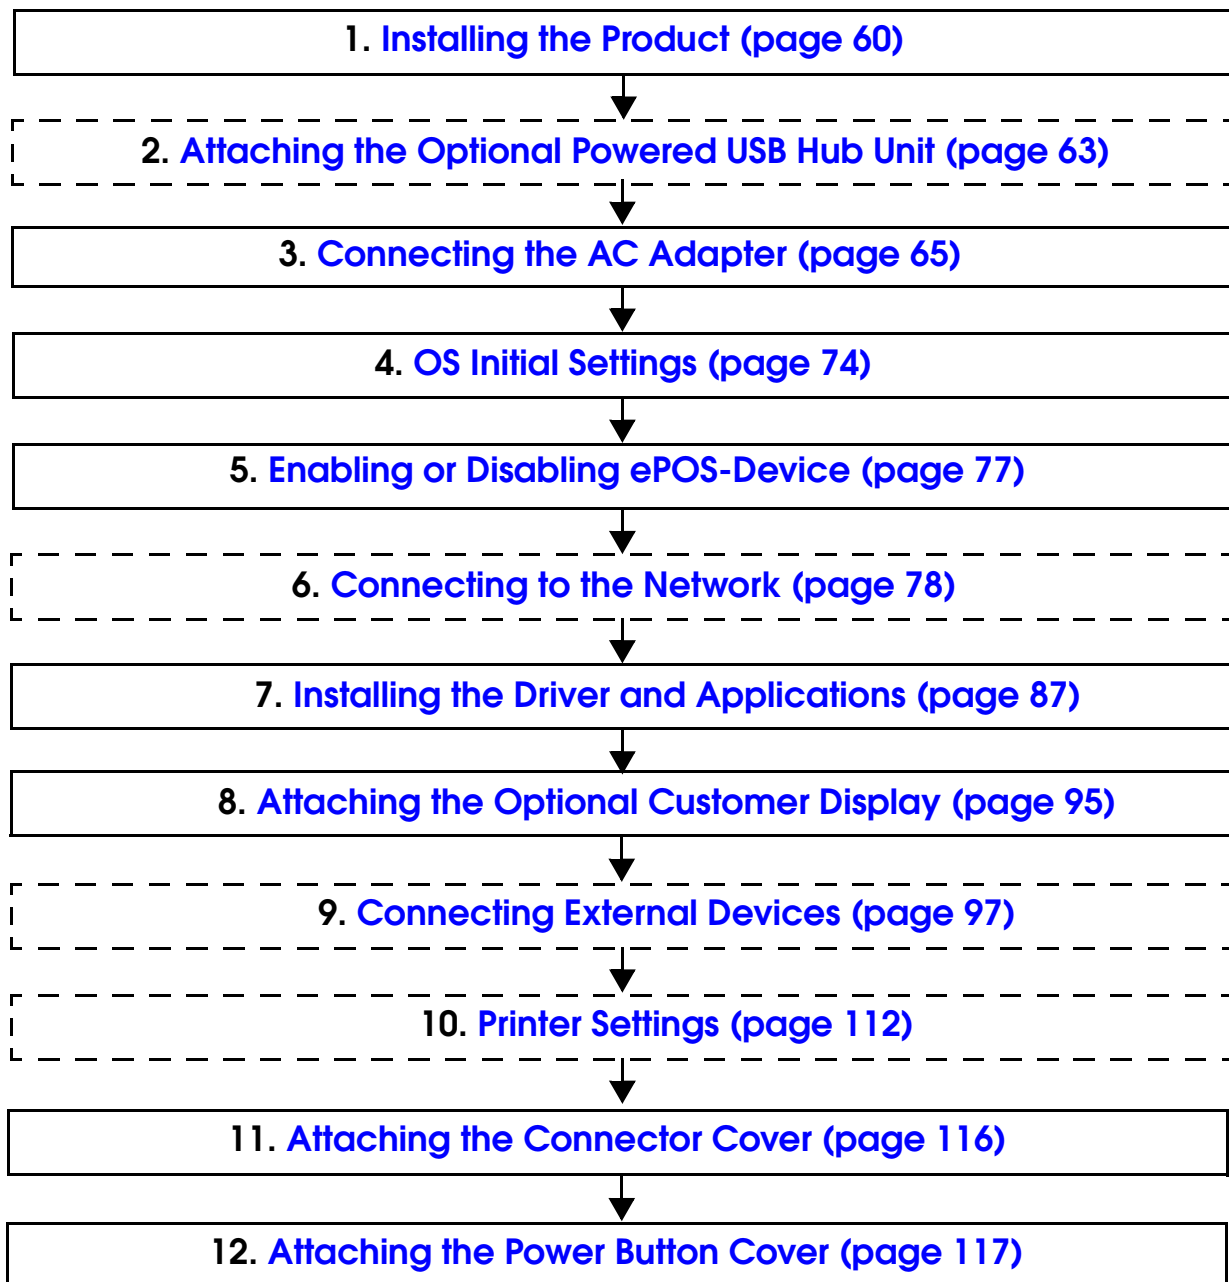 1. Installing the Product (page 60)
2. Attaching the Optional Powered USB Hub Unit (page 63)
3. Connecting the AC Adapter (page 65)
4. OS Initial Settings (page 74)
5. Enabling or Disabling ePOS-Device (page 77)
6. Connecting to the Network (page 78)
7. Installing the Driver and Applications (page 87)
8. Attaching the Optional Customer Display (page 95)
9. Connecting External Devices (page 97)
10. Printer Settings (page 112)
11. Attaching the Connector Cover (page 116)
12. Attaching the Power Button Cover (page 117)